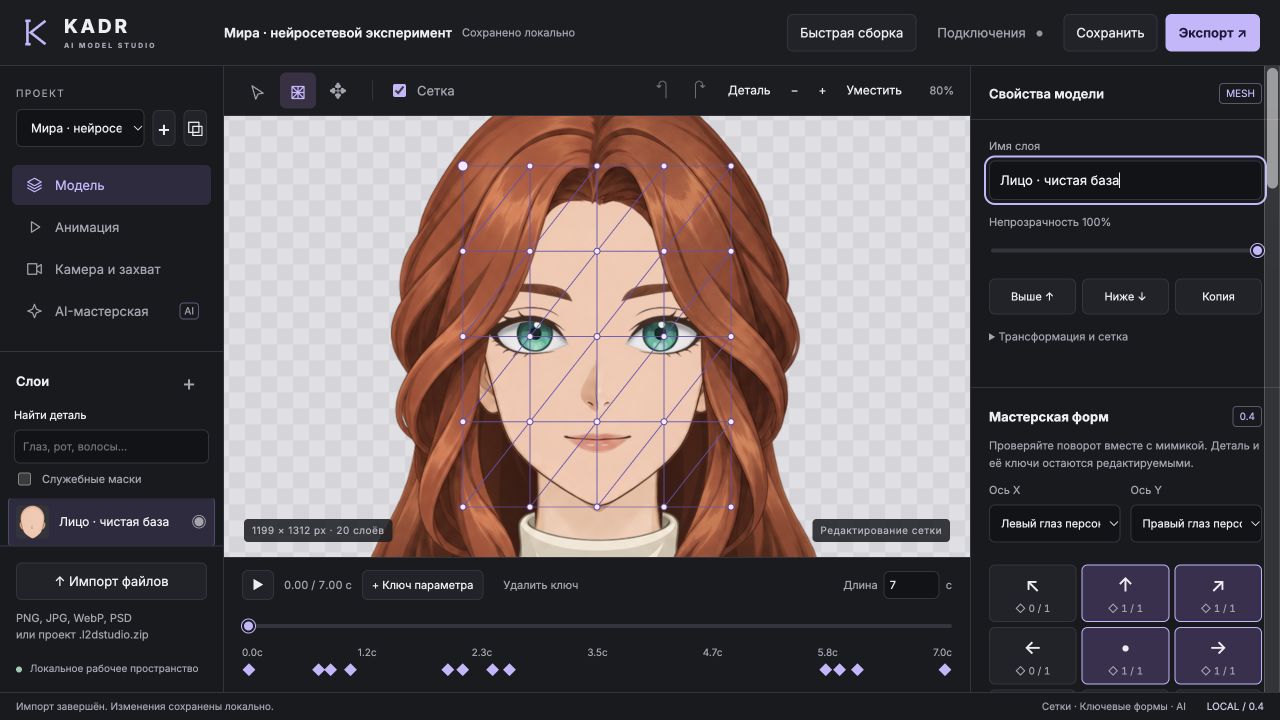 KADR
AI MODEL STUDIO
Мира · нейросетевой эксперимент
Сохранено локально
Быстрая сборка
Подключения
Сохранить
Экспорт ↗
ПРОЕКТ
Мира · нейросе
+
Модель
Анимация
Камера и захват
AI-мастерская
AI
Слои
+
Найти деталь
Глаз, рот, волосы...
Служебные маски
Лицо · чистая база
↑ Импорт файлов
PNG, JPG, WebP, PSD
или проект .l2dstudio.zip
Локальное рабочее пространство
Сетка
Деталь
−
+
Уместить
80%
1199 × 1312 px · 20 слоёв
Редактирование сетки
0.00 / 7.00 с
+ Ключ параметра
Удалить ключ
Длина
7
с
0.0с
1.2с
2.3с
3.5с
4.7с
5.8с
7.0с
Свойства модели
MESH
Имя слоя
Лицо · чистая база
Непрозрачность 100%
Выше ↑
Ниже ↓
Копия
Трансформация и сетка
Мастерская форм
0.4
Проверяйте поворот вместе с мимикой. Деталь и
её ключи остаются редактируемыми.
Ось X
Ось Y
Левый глаз персон
Правый глаз персо
↖
↑
↗
◇ 0 / 1
◇ 1 / 1
◇ 1 / 1
←
•
→
◇ 0 / 1
◇ 1 / 1
◇ 1 / 1
Импорт завершён. Изменения сохранены локально.
Сетки · Ключевые формы · AI
LOCAL / 0.4